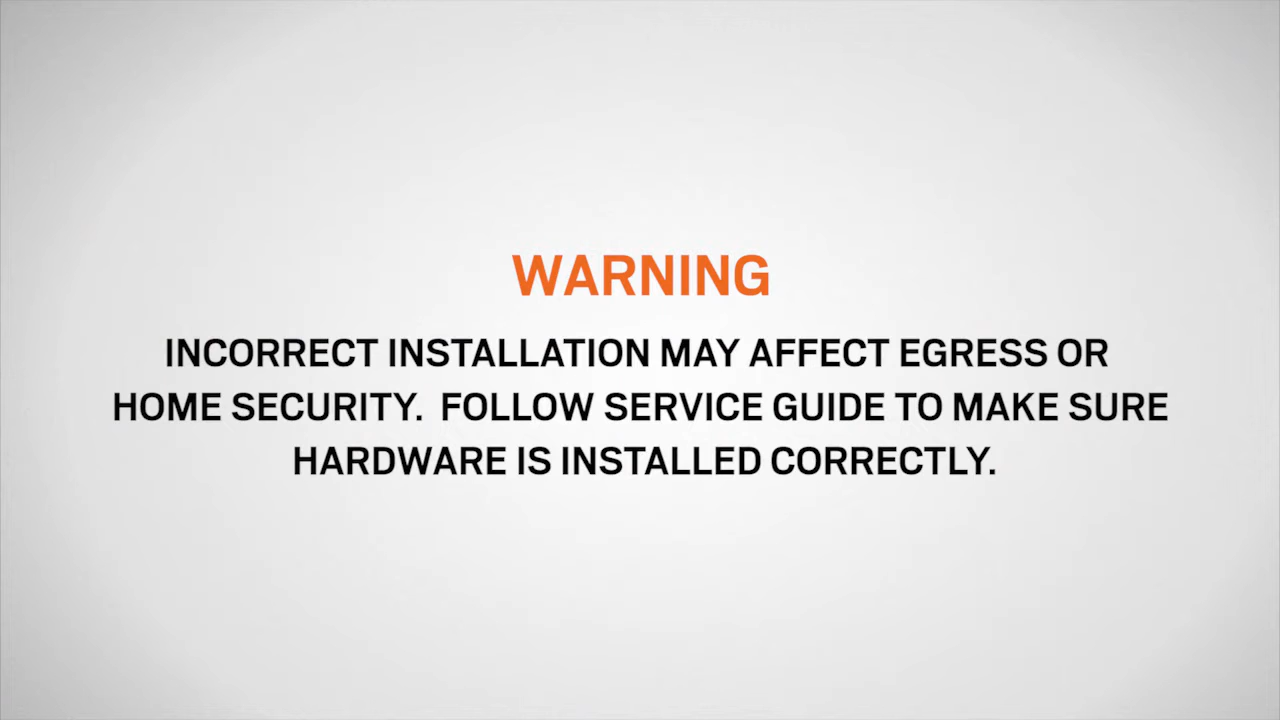 WARNING
INCORRECT INSTALLATION MAY AFFECT EGRESS OR
HOME SECURITY.  FOLLOW SERVICE GUIDE TO MAKE SURE
HARDWARE IS INSTALLED CORRECTLY.